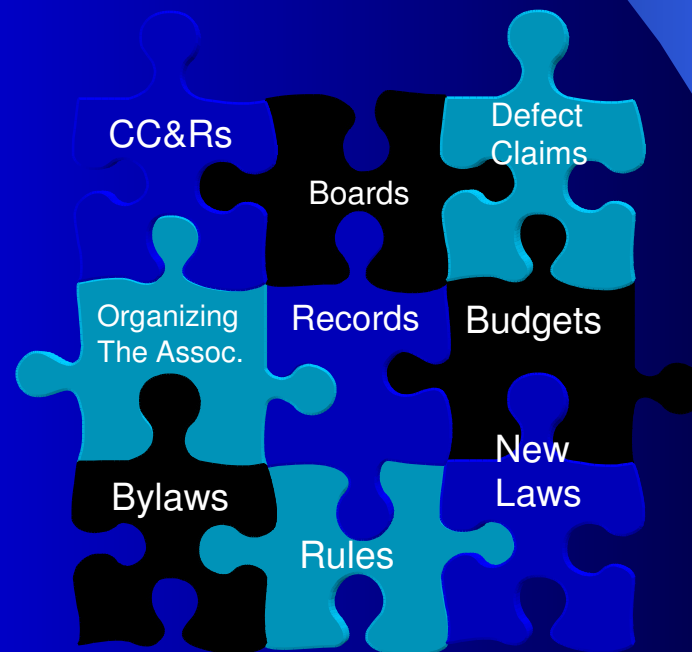 CC&Rs
Boards
Defect
Claims
Organizing
The Assoc.
Records
Budgets
Bylaws
Rules
New
Laws